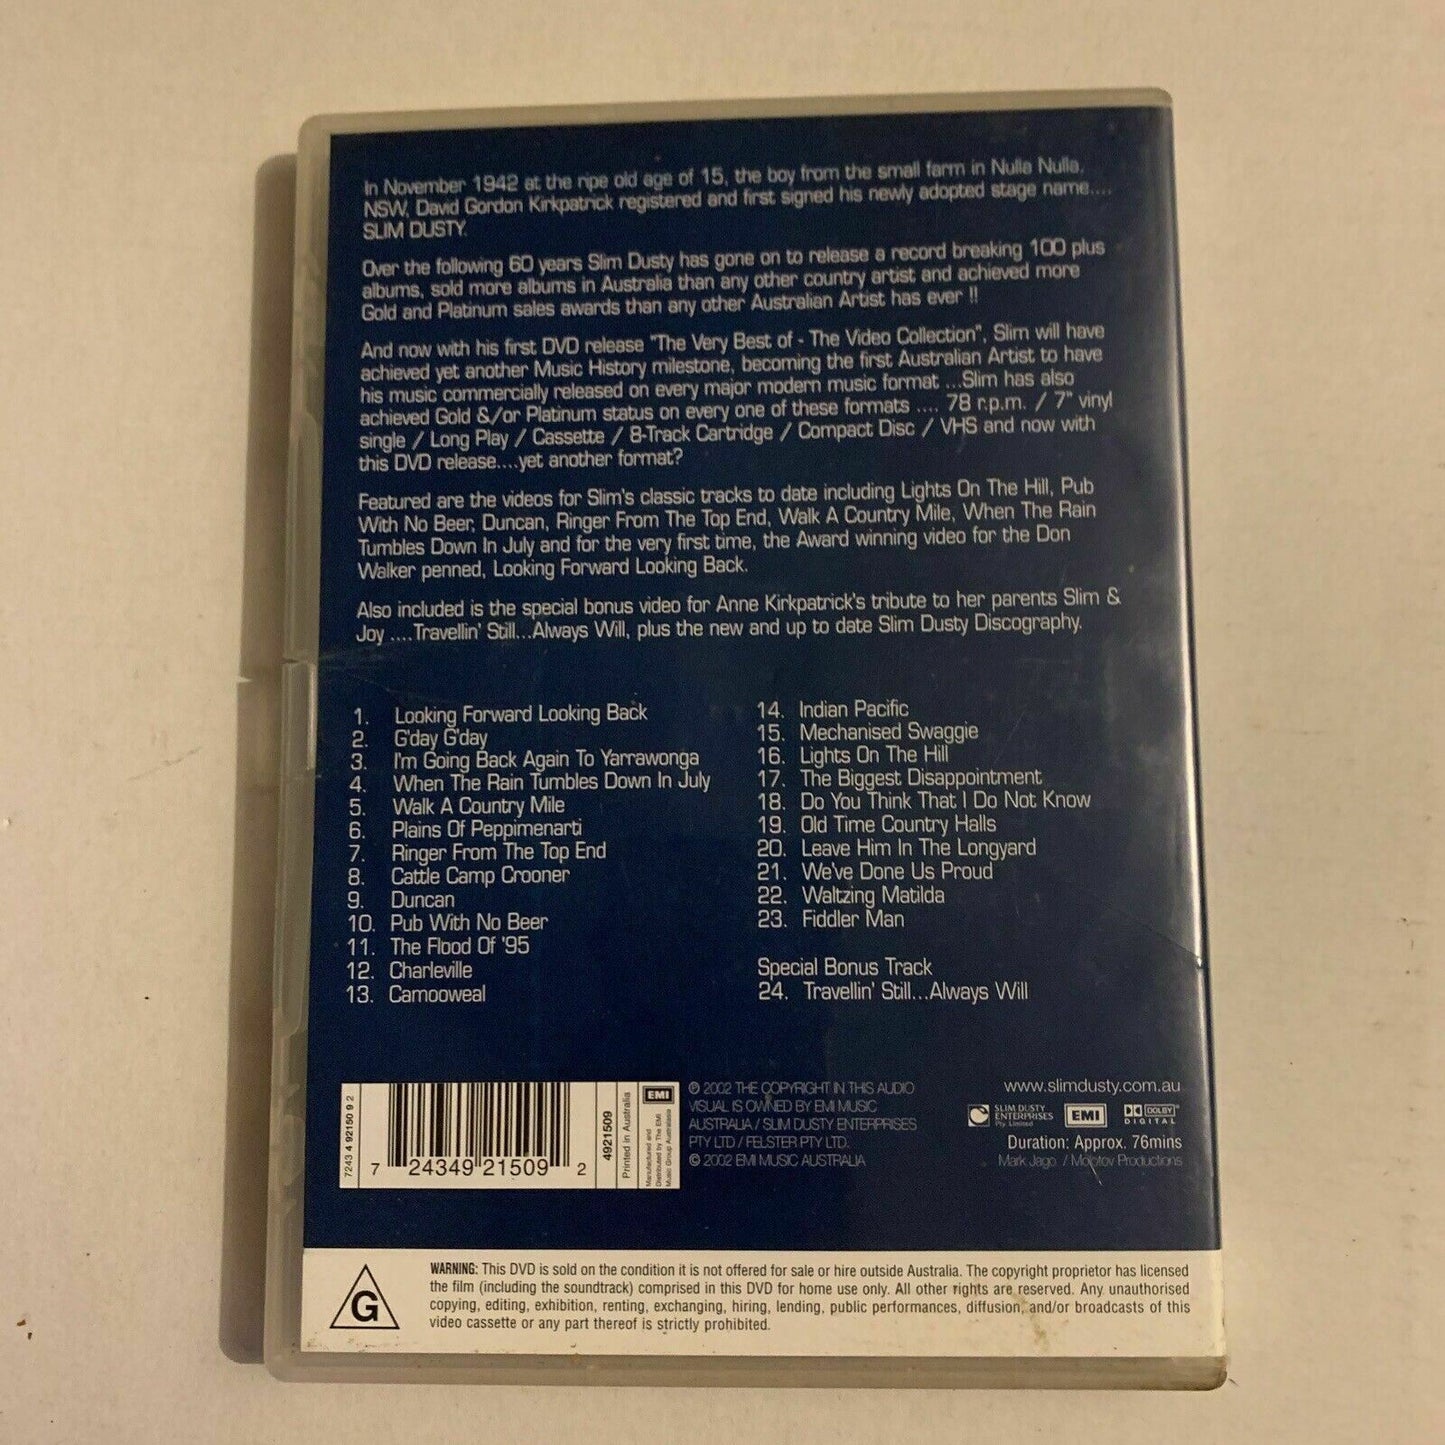 In November 1942 at the ripe old age of 15, the boy from the small farm in Nulla Nulla,
NSW, David Gordon Kirkpatrick registered and first signed his newly adopted stage name....
SLIM DUSTY.
Over the following 60 years Slim Dusty has gone on to release a record breaking 100 plus
albums, sold more albums in Australia than any other country artist and achieved more
Gold and Platinum sales awards than any other Australian Artist has ever !!
And now with his first DVD release "The Very Best of - The Video Collection", Slim will have
achieved yet another Music History milestone, becoming the first Australian Artist to have
his music commercially released on every major modern music format ...Slim has also
achieved Gold &/or Platinum status on every one of these formats .... 78 r.p.m. / 7" vinyl
single / Long Play / Cassette / 8-Track Cartridge / Compact Disc / VHS and now with
this DVD release....yet another format?
Featured are the videos for Slim's classic tracks to date including Lights On The Hill, Pub
With No Beer, Duncan, Ringer From The Top End, Walk A Country Mile, When The Rain
Tumbles Down In July and for the very first time, the Award winning video for the Don
Walker penned, Looking Forward Looking Back.
Also included is the special bonus video for Anne Kirkpatrick's tribute to her parents Slim &
Joy ....Travellin' Still...Always Will, plus the new and up to date Slim Dusty Discography.
1. Looking Forward Looking Back
2. G'day G'day
3. I'm Going Back Again To Yarrawonga
4. When The Rain Tumbles Down In July
5. Walk A Country Mile
6. Plains Of Peppimenarti
7. Ringer From The Top End
8. Cattle Camp Crooner
9. Duncan
10. Pub With No Beer
11. The Flood Of '95
12. Charleville
13. Camooweal
14. Indian Pacific
15. Mechanised Swaggie
16. Lights On The Hill
17. The Biggest Disappointment
18. Do You Think That I Do Not Know
19. Old Time Country Halls
20. Leave Him In The Longyard
21. We've Done Us Proud
22. Waltzing Matilda
23. Fiddler Man
Special Bonus Track
24. Travellin' Still...Always Will
7243 4 92150 9 2
7 24349 21509 2
4921509
Printed in Australia
EMI
Manufactured and
Distributed by The EMI
Music Group Australasia
℗ 2002 THE COPYRIGHT IN THIS AUDIO
VISUAL IS OWNED BY EMI MUSIC
AUSTRALIA / SLIM DUSTY ENTERPRISES
PTY LTD / FELSTER PTY LTD.
© 2002 EMI MUSIC AUSTRALIA
www.slimdusty.com.au
SLIM DUSTY
ENTERPRISES
Pty. Limited
EMI
DOLBY
DIGITAL
Duration: Approx. 76mins
Mark Jago / Molotov Productions
G
WARNING: This DVD is sold on the condition it is not offered for sale or hire outside Australia. The copyright proprietor has licensed
the film (including the soundtrack) comprised in this DVD for home use only. All other rights are reserved. Any unauthorised
copying, editing, exhibition, renting, exchanging, hiring, lending, public performances, diffusion, and/or broadcasts of this
video cassette or any part thereof is strictly prohibited.